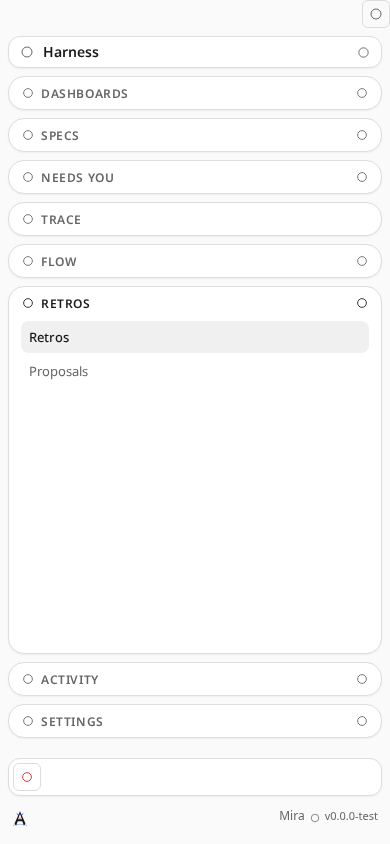 Harness
DASHBOARDS
SPECS
NEEDS YOU
TRACE
FLOW
RETROS
Retros
Proposals
ACTIVITY
SETTINGS
A
Mira v0.0.0-test